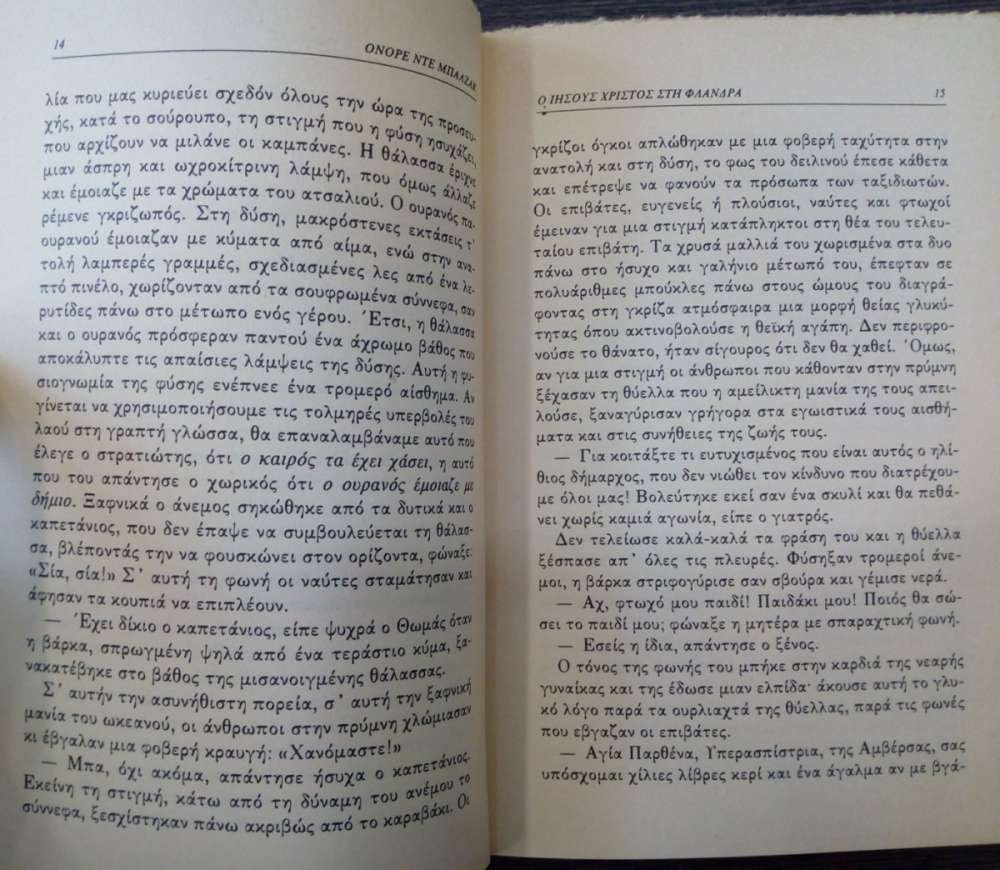 14
ΟΝΟΡΕ ΝΤΕ ΜΠΑΛΖΑΚ
λία που μας κυριεύει σχεδόν όλους την ώρα της προσευ-
χής, κατά το σούρουπο, τη στιγμή που η φύση ησυχάζει,
που αρχίζουν να μιλάνε οι καμπάνες. Η θάλασσα έριχνε
μιαν άσπρη και ωχροκίτρινη λάμψη, που όμως άλλαζε
και έμοιαζε με τα χρώματα του ατσαλιού. Ο ουρανός πα-
ρέμενε γκριζωπός. Στη δύση, μακρόστενες εκτάσεις τ'
ουρανού έμοιαζαν με κύματα από αίμα, ενώ στην ανα-
τολή λαμπερές γραμμές, σχεδιασμένες λες από ένα λε-
πτό πινέλο, χωρίζονταν από τα σουφρωμένα σύννεφα, σαν
ρυτίδες πάνω στο μέτωπο ενός γέρου. Έτσι, η θάλασσα
και ο ουρανός πρόσφεραν παντού ένα άχρωμο βάθος που
αποκάλυπτε τις απαίσιες λάμψεις της δύσης. Αυτή η φυ-
σιογνωμία της φύσης ενέπνεε ένα τρομερό αίσθημα. Αν
γίνεται να χρησιμοποιήσουμε τις τολμηρές υπερβολές του
λαού στη γραπτή γλώσσα, θα επαναλαμβάναμε αυτό που
έλεγε ο στρατιώτης, ότι ο καιρός τα έχει χάσει, η αυτό
που του απάντησε ο χωρικός ότι ο ουρανός έμοιαζε με
δήμιο. Ξαφνικά ο άνεμος σηκώθηκε από τα δυτικά και ο
καπετάνιος, που δεν έπαψε να συμβουλεύεται τη θάλασ-
σα, βλέποντάς την να φουσκώνει στον ορίζοντα, φώναξε:
«Σία, σία!» Σ' αυτή τη φωνή οι ναύτες σταμάτησαν και
άφησαν τα κουπιά να επιπλέουν.
— Έχει δίκιο ο καπετάνιος, είπε ψυχρά ο Θωμάς όταν
η βάρκα, σπρωγμένη ψηλά από ένα τεράστιο κύμα, ξα-
νακατέβηκε στο βάθος της μισανοιγμένης θάλασσας.
Σ' αυτήν την ασυνήθιστη πορεία, σ' αυτή την ξαφνική
μανία του ωκεανού, οι άνθρωποι στην πρύμνη χλώμιασαν
κι έβγαλαν μια φοβερή κραυγή: «Χανόμαστε!»
— Μπα, όχι ακόμα, απάντησε ήσυχα ο καπετάνιος.
Εκείνη τη στιγμή, κάτω από τη δύναμη του ανέμου το
σύννεφα, ξεσχίστηκαν πάνω ακριβώς από το καραβάκι. Οι
Ο ΙΗΣΟΥΣ ΧΡΙΣΤΟΣ ΣΤΗ ΦΛΑΝΔΡΑ
15
γκρίζοι όγκοι απλώθηκαν με μια φοβερή ταχύτητα στην
ανατολή και στη δύση, το φως του δειλινού έπεσε κάθετα
και επέτρεψε να φανούν τα πρόσωπα των ταξιδιωτών.
Οι επιβάτες, ευγενείς ή πλούσιοι, ναύτες και φτωχοί
έμειναν για μια στιγμή κατάπληκτοι στη θέα του τελευ-
ταίου επιβάτη. Τα χρυσά μαλλιά του χωρισμένα στα δυο
πάνω στο ήσυχο και γαλήνιο μέτωπό του, έπεφταν σε
πολυάριθμες μπούκλες πάνω στους ώμους του διαγρά-
φοντας στη γκρίζα ατμόσφαιρα μια μορφή θείας γλυκύ-
τητας όπου ακτινοβολούσε η θεϊκή αγάπη. Δεν περιφρο-
νούσε το θάνατο, ήταν σίγουρος ότι δεν θα χαθεί. Όμως,
αν για μια στιγμή οι άνθρωποι που κάθονταν στην πρύμνη
ξέχασαν τη θύελλα που η αμείλικτη μανία της τους απει-
λούσε, ξαναγύρισαν γρήγορα στα εγωιστικά τους αισθή-
ματα και στις συνήθειες της ζωής τους.
— Για κοιτάξτε τι ευτυχισμένος που είναι αυτός ο ηλί-
θιος δήμαρχος, που δεν νιώθει τον κίνδυνο που διατρέχου-
με όλοι μας! Βολεύτηκε εκεί σαν ένα σκυλί και θα πεθά-
νει χωρίς καμιά αγωνία, είπε ο γιατρός.
Δεν τελείωσε καλά-καλά τα φράση του και η θύελλα
ξέσπασε απ' όλες τις πλευρές. Φύσηξαν τρομεροί άνε-
μοι, η βάρκα στριφογύρισε σαν σβούρα και γέμισε νερά.
— Αχ, φτωχό μου παιδί! Παιδάκι μου! Ποιός θα σώ-
σει το παιδί μου; φώναξε η μητέρα με σπαραχτική φωνή.
— Εσείς η ίδια, απάντησε ο ξένος.
Ο τόνος της φωνής του μπήκε στην καρδιά της νεαρής
γυναίκας και της έδωσε μιαν ελπίδα· άκουσε αυτή το γλυ-
κό λόγο παρά τα ουρλιαχτά της θύελλας, παρά τις φωνές
που εβγαζαν οι επιβάτες.
— Αγία Παρθένα, Υπερασπίστρια, της Αμβέρσας, σας
υπόσχομαι χίλιες λίβρες κερί και ένα άγαλμα αν με βγά-